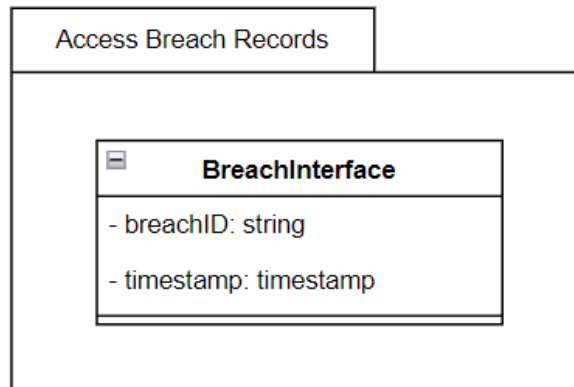 Access Breach Records
BreachInterface
- breachID: string
- timestamp: timestamp